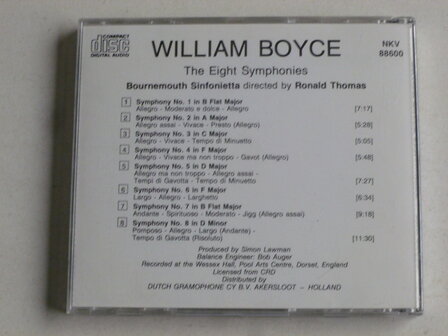 COMPACT
disc
DIGITAL AUDIO
WILLIAM BOYCE
NKV
88600
The Eight Symphonies
Bournemouth Sinfonietta directed by Ronald Thomas
1 Symphony No. 1 in B Flat Major
Allegro - Moderato e dolce - Allegro [7:17]
2 Symphony No. 2 in A Major
Allegro assai - Vivace - Presto (Allegro) [5:28]
3 Symphony No. 3 in C Major
Allegro - Vivace - Tempo di Minuetto [5:05]
4 Symphony No. 4 in F Major
Allegro - Vivace ma non troppo - Gavot (Allegro) [5:48]
5 Symphony No. 5 in D Major
Allegro ma non troppo - Allegro assai -
Tempi di Gavotta - Tempo di Minuetto [7:27]
6 Symphony No. 6 in F Major
Largo - Allegro - Larghetto [6:34]
7 Symphony No. 7 in B Flat Major
Andante - Spirituoso - Moderato - Jigg (Allegro assai) [9:18]
8 Symphony No. 8 in D Minor
Pomposo - Allegro - Largo (Andante) -
Tempo di Gavotta (Risoluto) [11:30]
Produced by Simon Lawman
Balance Engineer: Bob Auger
Recorded at the Wessex Hall, Pool Arts Centre, Dorset, England
Licensed from CRD
Distributed by
DUTCH GRAMOPHONE CY B.V. AKERSLOOT - HOLLAND